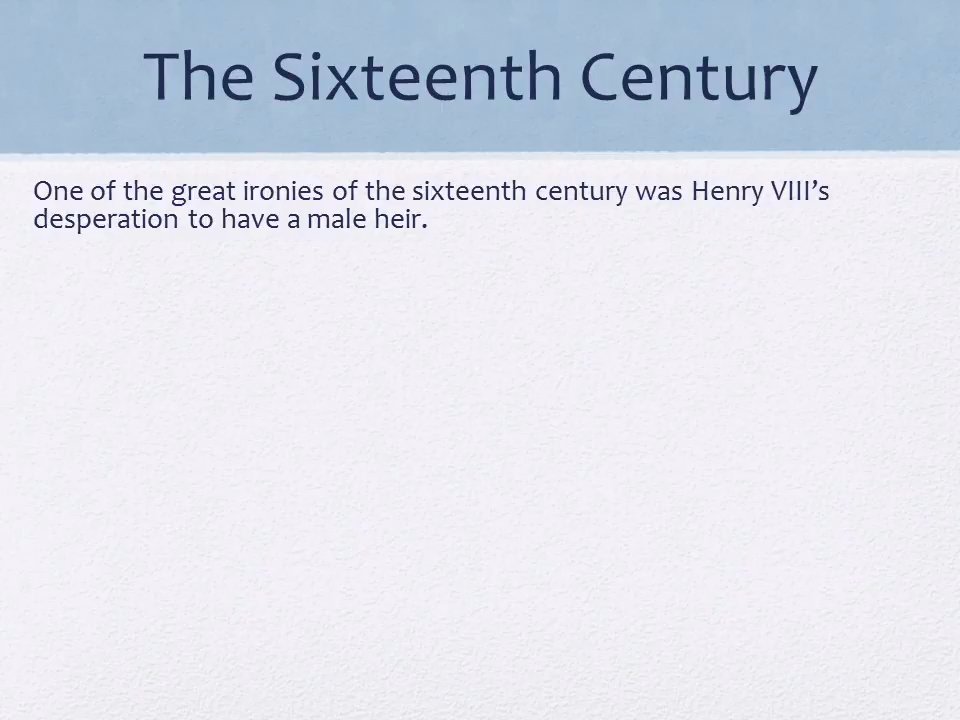 The Sixteenth Century
One of the great ironies of the sixteenth century was Henry VIII’s
desperation to have a male heir.